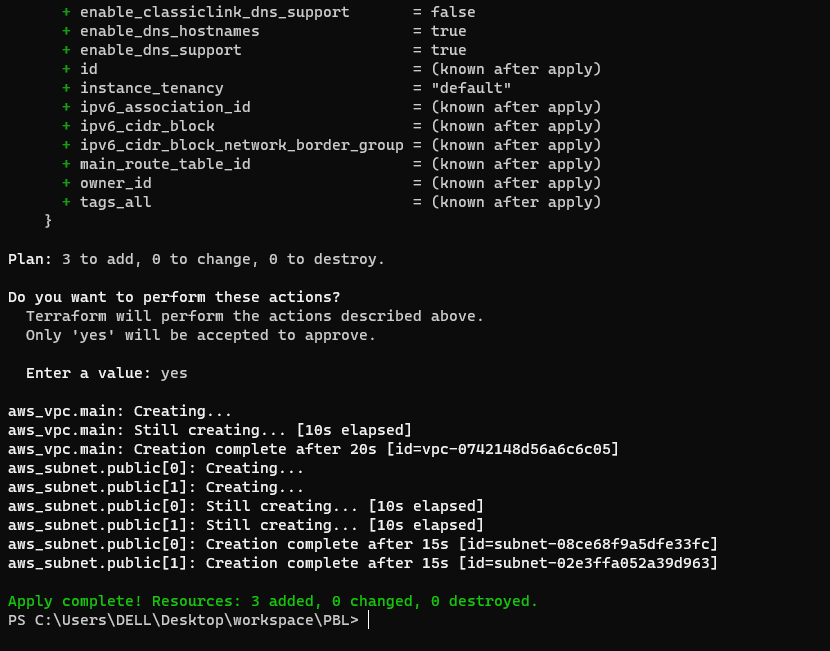 + enable_classiclink_dns_support       = false
+ enable_dns_hostnames                 = true
+ enable_dns_support                   = true
+ id                                   = (known after apply)
+ instance_tenancy                     = "default"
+ ipv6_association_id                  = (known after apply)
+ ipv6_cidr_block                      = (known after apply)
+ ipv6_cidr_block_network_border_group = (known after apply)
+ main_route_table_id                  = (known after apply)
+ owner_id                             = (known after apply)
+ tags_all                             = (known after apply)
}
Plan: 3 to add, 0 to change, 0 to destroy.
Do you want to perform these actions?
Terraform will perform the actions described above.
Only 'yes' will be accepted to approve.
Enter a value: yes
aws_vpc.main: Creating...
aws_vpc.main: Still creating... [10s elapsed]
aws_vpc.main: Creation complete after 20s [id=vpc-0742148d56a6c6c05]
aws_subnet.public[0]: Creating...
aws_subnet.public[1]: Creating...
aws_subnet.public[0]: Still creating... [10s elapsed]
aws_subnet.public[1]: Still creating... [10s elapsed]
aws_subnet.public[0]: Creation complete after 15s [id=subnet-08ce68f9a5dfe33fc]
aws_subnet.public[1]: Creation complete after 15s [id=subnet-02e3ffa052a39d963]
Apply complete! Resources: 3 added, 0 changed, 0 destroyed.
PS C:\Users\DELL\Desktop\workspace\PBL>